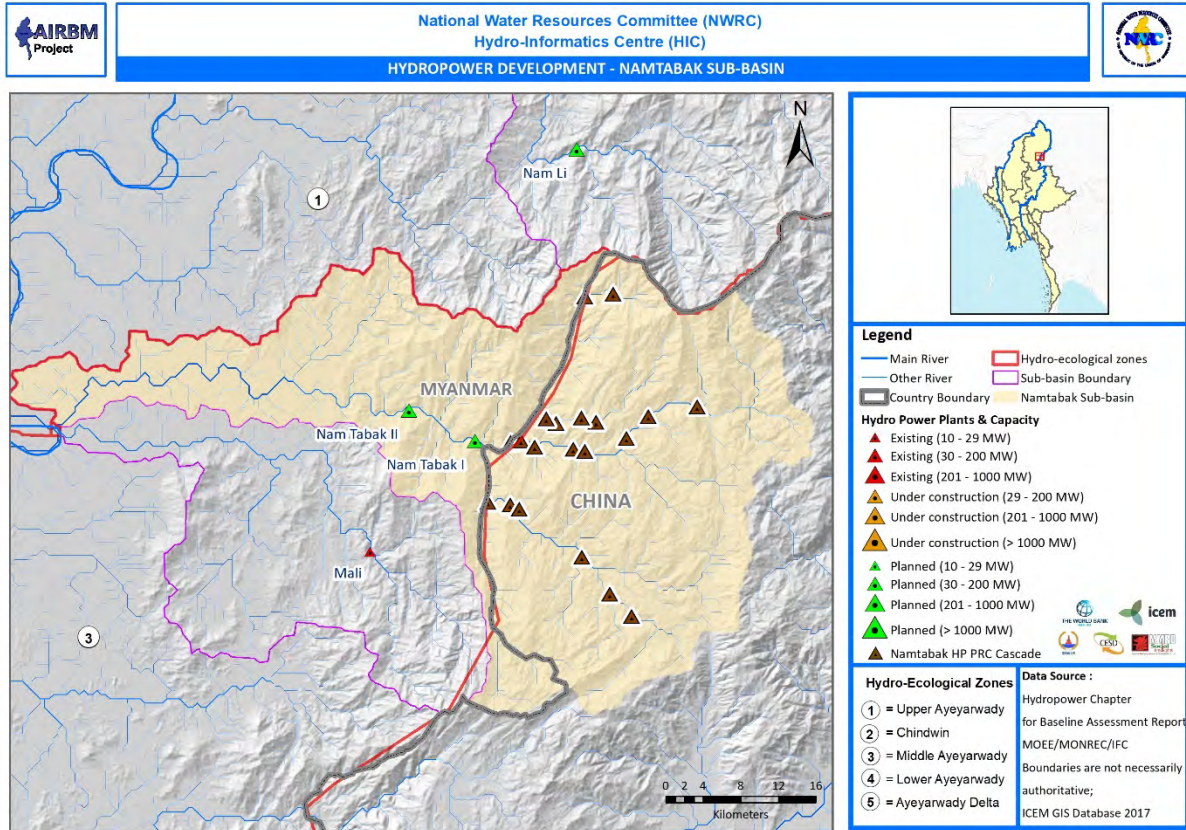 AIRBM
Project
National Water Resources Committee (NWRC)
Hydro-Informatics Centre (HIC)
HYDROPOWER DEVELOPMENT - NAMTABAK SUB-BASIN
NWRC
N
Nam Li
1
MYANMAR
Nam Tabak II
Nam Tabak I
CHINA
Mali
3
0 2 4 8 12 16
Kilometers
Legend
Main River
Hydro-ecological zones
Other River
Sub-basin Boundary
Country Boundary
Namtabak Sub-basin
Hydro Power Plants & Capacity
Existing (10 - 29 MW)
Existing (30 - 200 MW)
Existing (201 - 1000 MW)
Under construction (29 - 200 MW)
Under construction (201 - 1000 MW)
Under construction (> 1000 MW)
Planned (10 - 29 MW)
Planned (30 - 200 MW)
Planned (201 - 1000 MW)
Planned (> 1000 MW)
Namtabak HP PRC Cascade
THE WORLD BANK
icem
CESD
Hydro-Ecological Zones
1 = Upper Ayeyarwady
2 = Chindwin
3 = Middle Ayeyarwady
4 = Lower Ayeyarwady
5 = Ayeyarwady Delta
Data Source :
Hydropower Chapter
for Baseline Assessment Report
MOEE/MONREC/IFC
Boundaries are not necessarily
authoritative;
ICEM GIS Database 2017